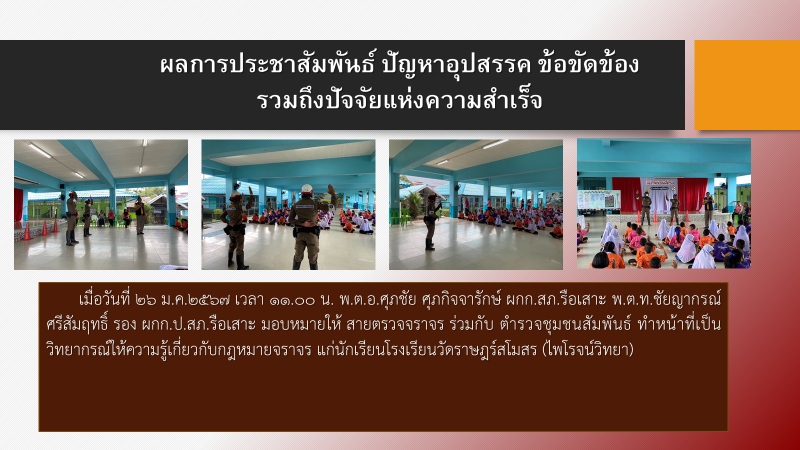 ผลการประชาสัมพันธ์ ปัญหาอุปสรรค ข้อขัดข้อง
รวมถึงปัจจัยแห่งความสำเร็จ
เมื่อวันที่ ๒๖ ม.ค.๒๕๖๗ เวลา ๑๑.๐๐ น. พ.ต.อ.ศุภชัย ศุภกิจจารักษ์ ผกก.สภ.รือเสาะ พ.ต.ท.ชัยญากรณ์
ศรีสัมฤทธิ์ รอง ผกก.ป.สภ.รือเสาะ มอบหมายให้ สายตรวจจราจร ร่วมกับ ตำรวจชุมชนสัมพันธ์ ทำหน้าที่เป็น
วิทยากรณ์ให้ความรู้เกี่ยวกับกฎหมายจราจร แก่นักเรียนโรงเรียนวัดราษฎร์สโมสร (ไพโรจน์วิทยา)